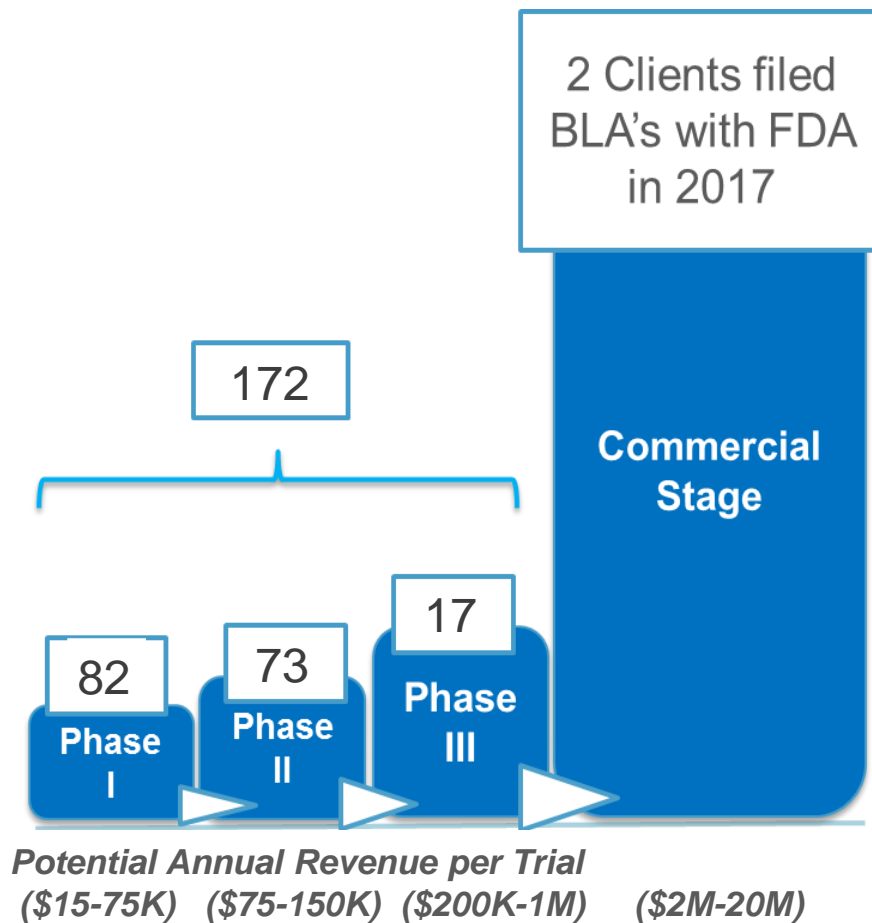 2 Clients filed
BLA's with FDA
in 2017
172
Commercial
Stage
82
73
17
Phase
I
Phase
II
Phase
III
Potential Annual Revenue per Trial
($15-75K) ($75-150K) ($200K-1M) ($2M-20M)